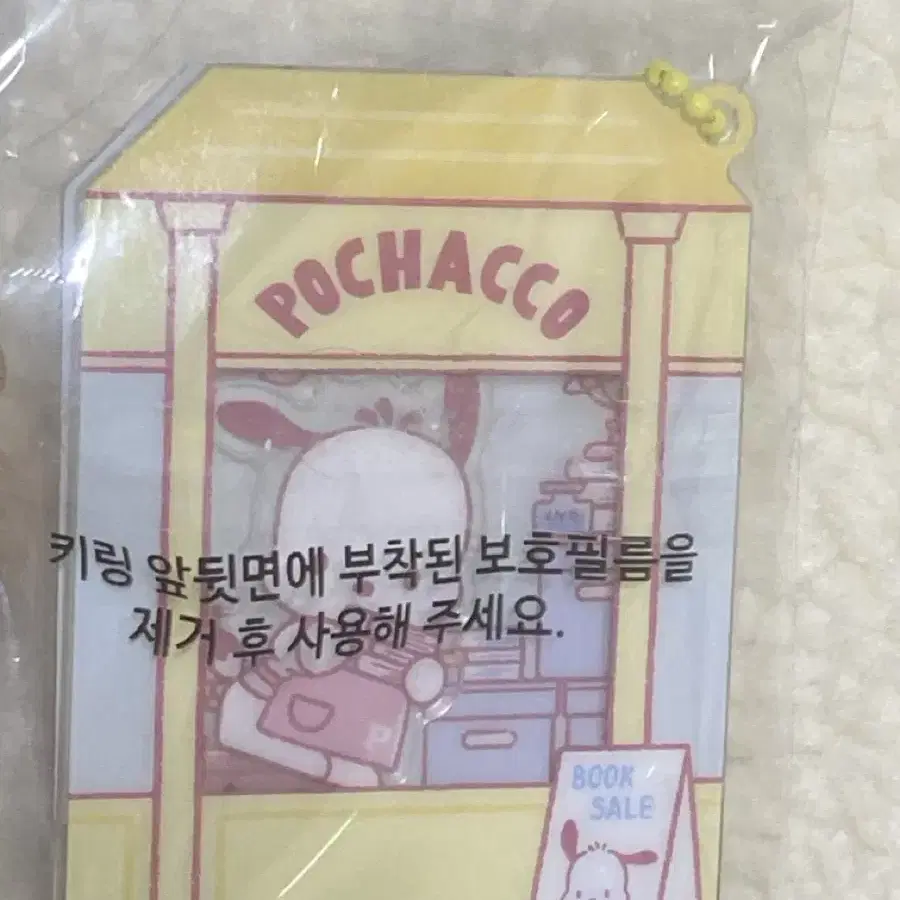 POCHACCO
키링 앞뒷면에 부착된 보호필름을
제거 후 사용해 주세요.
P
BOOK
SALE